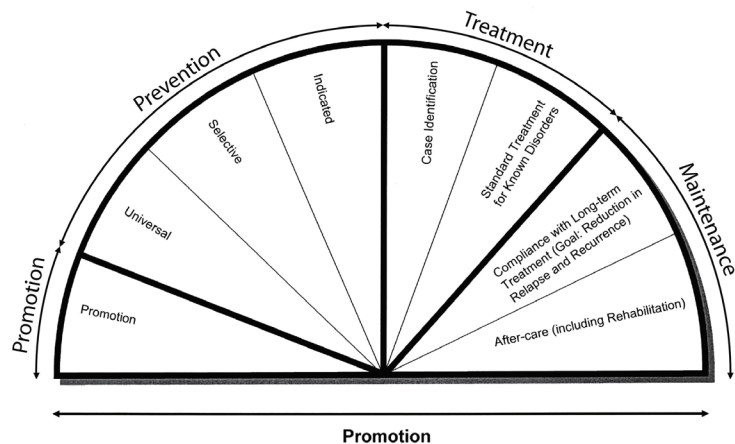 Promotion
Prevention
Treatment
Maintenance
Promotion
Universal
Selective
Indicated
Case Identification
Standard Treatment
for Known Disorders
Compliance with Long-term
Treatment (Goal: Reduction in
Relapse and Recurrence)
After-care (including Rehabilitation)
Promotion